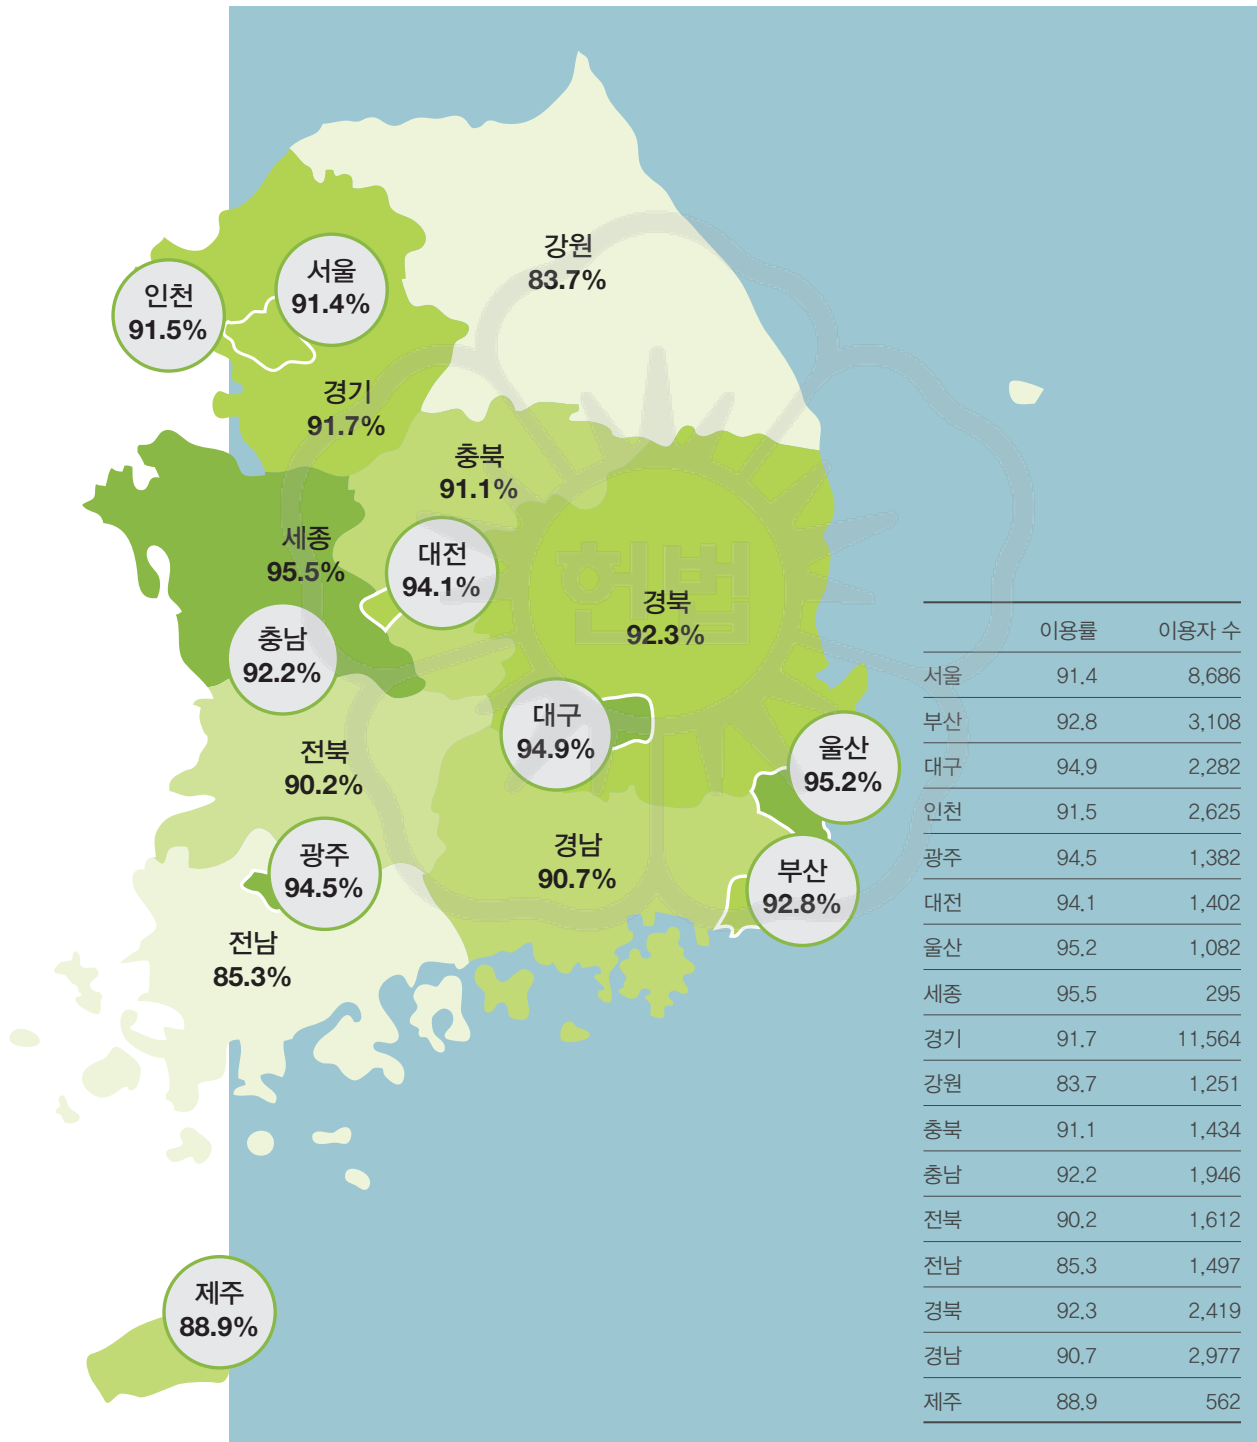 강원
83.7%
서울
91.4%
인천
91.5%
경기
91.7%
충북
91.1%
세종
95.5%
대전
94.1%
헌법
경북
92.3%
충남
92.2%
대구
94.9%
울산
95.2%
전북
90.2%
경남
90.7%
광주
94.5%
부산
92.8%
전남
85.3%
제주
88.9%
이용률 이용자 수
서울 91.4 8,686
부산 92.8 3,108
대구 94.9 2,282
인천 91.5 2,625
광주 94.5 1,382
대전 94.1 1,402
울산 95.2 1,082
세종 95.5 295
경기 91.7 11,564
강원 83.7 1,251
충북 91.1 1,434
충남 92.2 1,946
전북 90.2 1,612
전남 85.3 1,497
경북 92.3 2,419
경남 90.7 2,977
제주 88.9 562